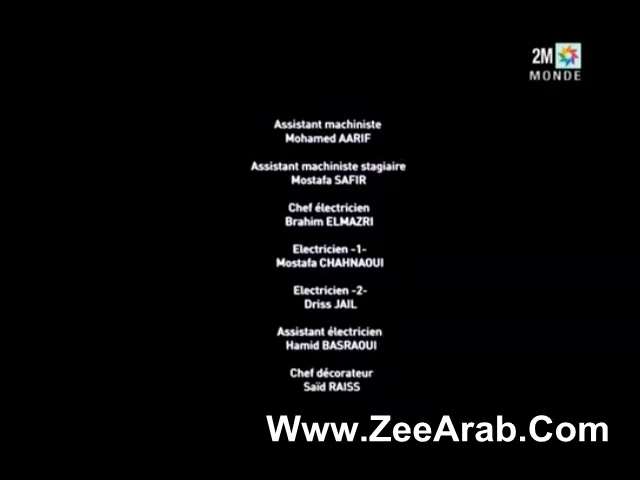 2M
MONDE
Assistant machiniste
Mohamed AARIF
Assistant machiniste stagiaire
Mostafa SAFIR
Chef électricien
Brahim ELMAZRI
Electricien -1-
Mostafa CHAHNAOUI
Electricien -2-
Driss JAIL
Assistant électricien
Hamid BASRAOUI
Chef décorateur
Saïd RAISS
Www.ZeeArab.Com